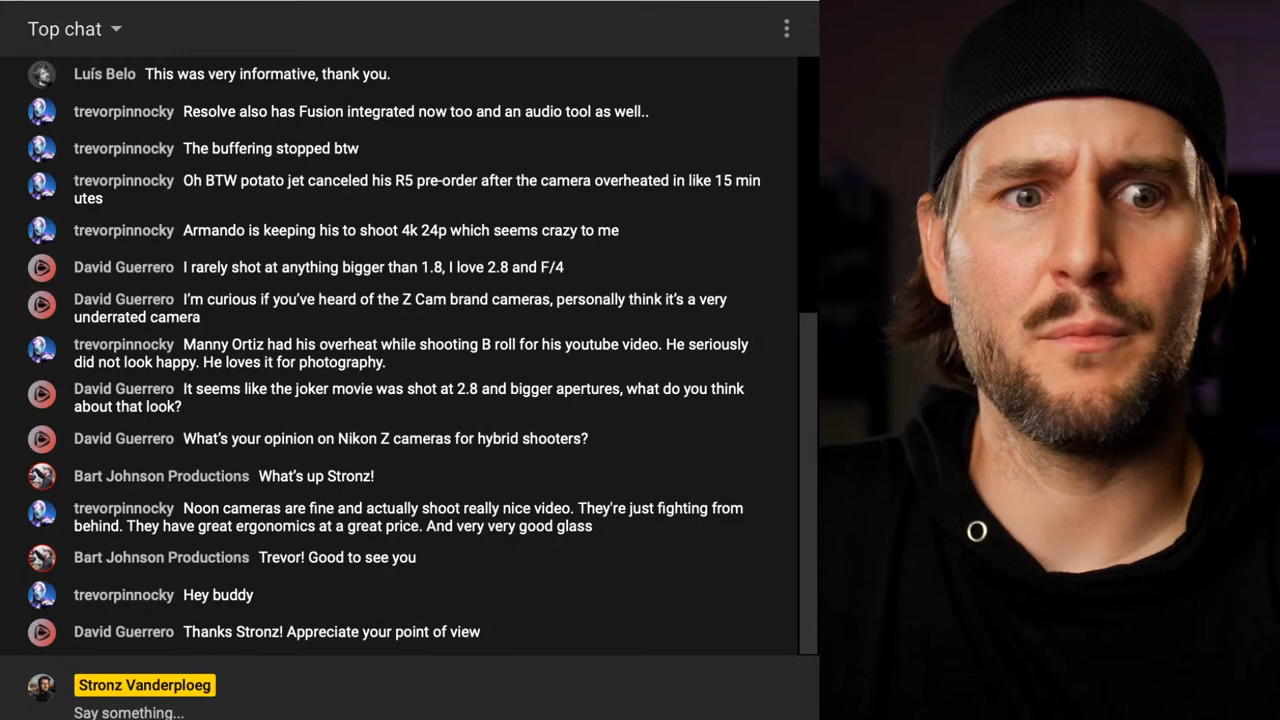 Top chat
Luís Belo This was very informative, thank you.
trevorpinnocky Resolve also has Fusion integrated now too and an audio tool as well..
trevorpinnocky The buffering stopped btw
trevorpinnocky Oh BTW potato jet canceled his R5 pre-order after the camera overheated in like 15 min
utes
trevorpinnocky Armando is keeping his to shoot 4k 24p which seems crazy to me
David Guerrero I rarely shot at anything bigger than 1.8, I love 2.8 and F/4
David Guerrero I’m curious if you’ve heard of the Z Cam brand cameras, personally think it’s a very
underrated camera
trevorpinnocky Manny Ortiz had his overheat while shooting B roll for his youtube video. He seriously
did not look happy. He loves it for photography.
David Guerrero It seems like the joker movie was shot at 2.8 and bigger apertures, what do you think
about that look?
David Guerrero What’s your opinion on Nikon Z cameras for hybrid shooters?
Bart Johnson Productions What’s up Stronz!
trevorpinnocky Noon cameras are fine and actually shoot really nice video. They're just fighting from
behind. They have great ergonomics at a great price. And very very good glass
Bart Johnson Productions Trevor! Good to see you
trevorpinnocky Hey buddy
David Guerrero Thanks Stronz! Appreciate your point of view
Stronz Vanderploeg
Say something...